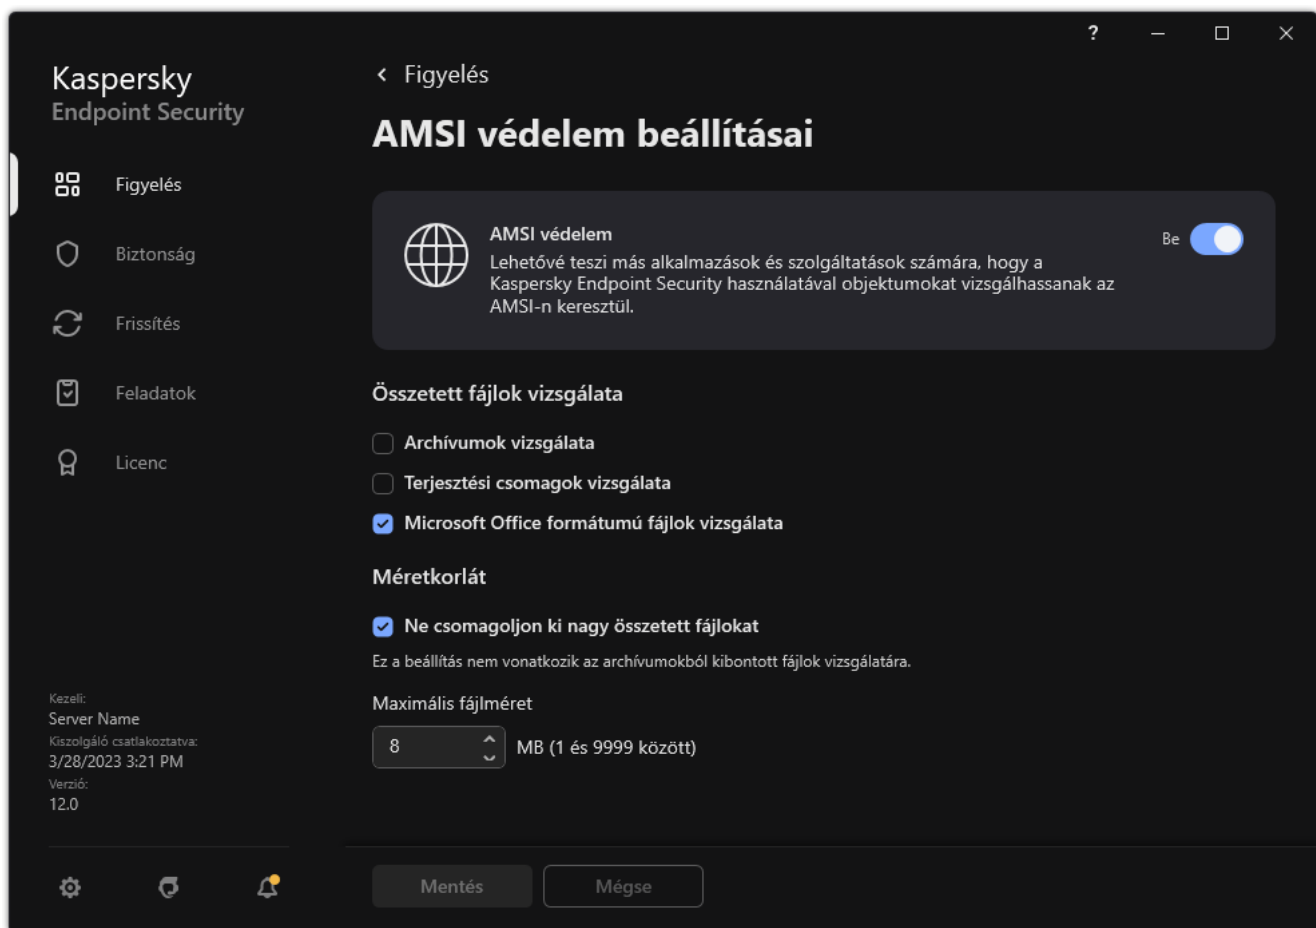 ?
Kaspersky
Endpoint Security
Figyelés
Biztonság
Frissítés
Feladatok
Licenc
Kezeli:
Server Name
Kiszolgáló csatlakoztatva:
3/28/2023 3:21 PM
Verzió:
12.0
Figyelés
AMSI védelem beállításai
AMSI védelem
Be
Lehetővé teszi más alkalmazások és szolgáltatások számára, hogy a
Kaspersky Endpoint Security használatával objektumokat vizsgálhassanak az
AMSI-n keresztül.
Összetett fájlok vizsgálata
Archívumok vizsgálata
Terjesztési csomagok vizsgálata
Microsoft Office formátumú fájlok vizsgálata
Méretkorlát
Ne csomagoljon ki nagy összetett fájlokat
Ez a beállítás nem vonatkozik az archívumokból kibontott fájlok vizsgálatára.
Maximális fájlméret
8 MB (1 és 9999 között)
Mentés
Mégse